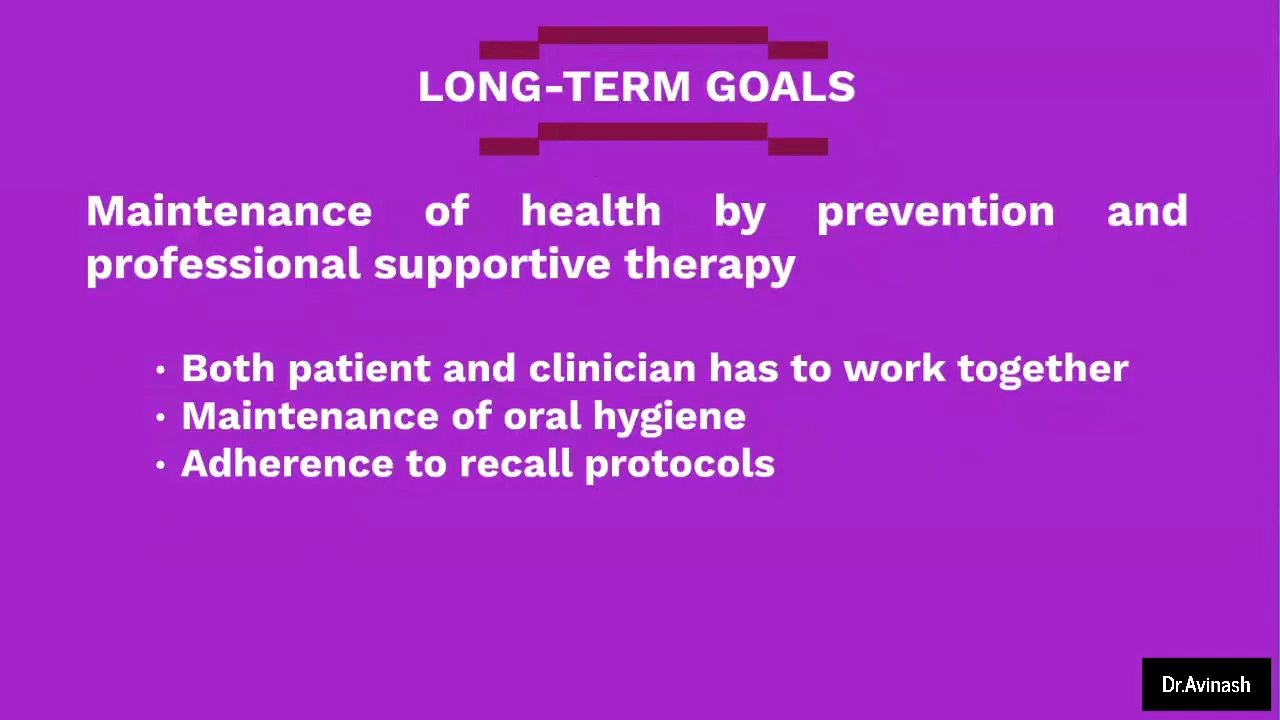 LONG-TERM GOALS
Maintenance of health by prevention and
professional supportive therapy
• Both patient and clinician has to work together
• Maintenance of oral hygiene
• Adherence to recall protocols
Dr.Avinash